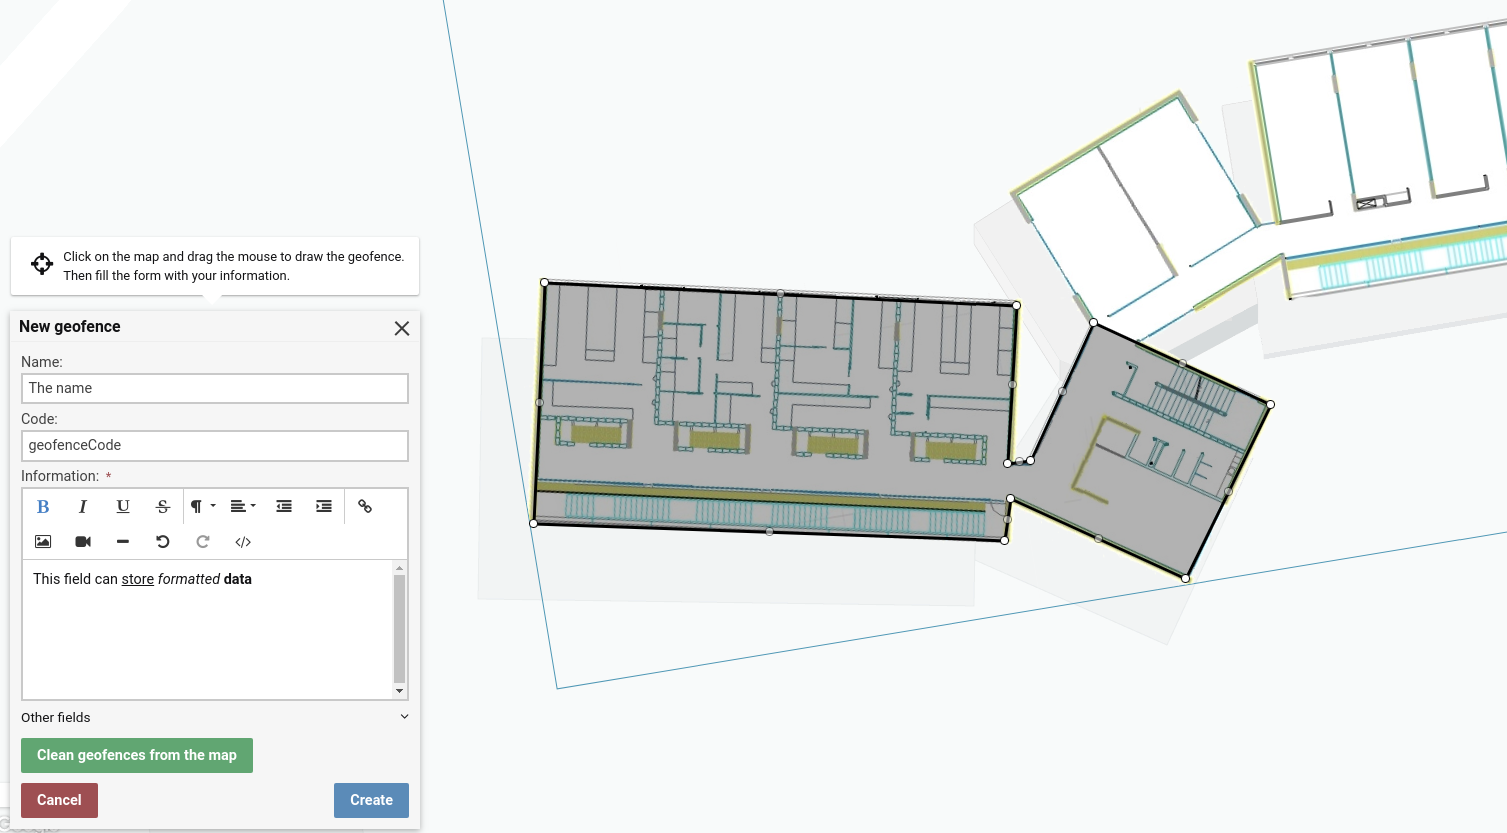 Click on the map and drag the mouse to draw the geofence.
Then fill the form with your information.
New geofence
Name:
The name
Code:
geofenceCode
Information: *
B I U S ¶
</>
This field can store formatted data
Other fields
Clean geofences from the map
Cancel
Create